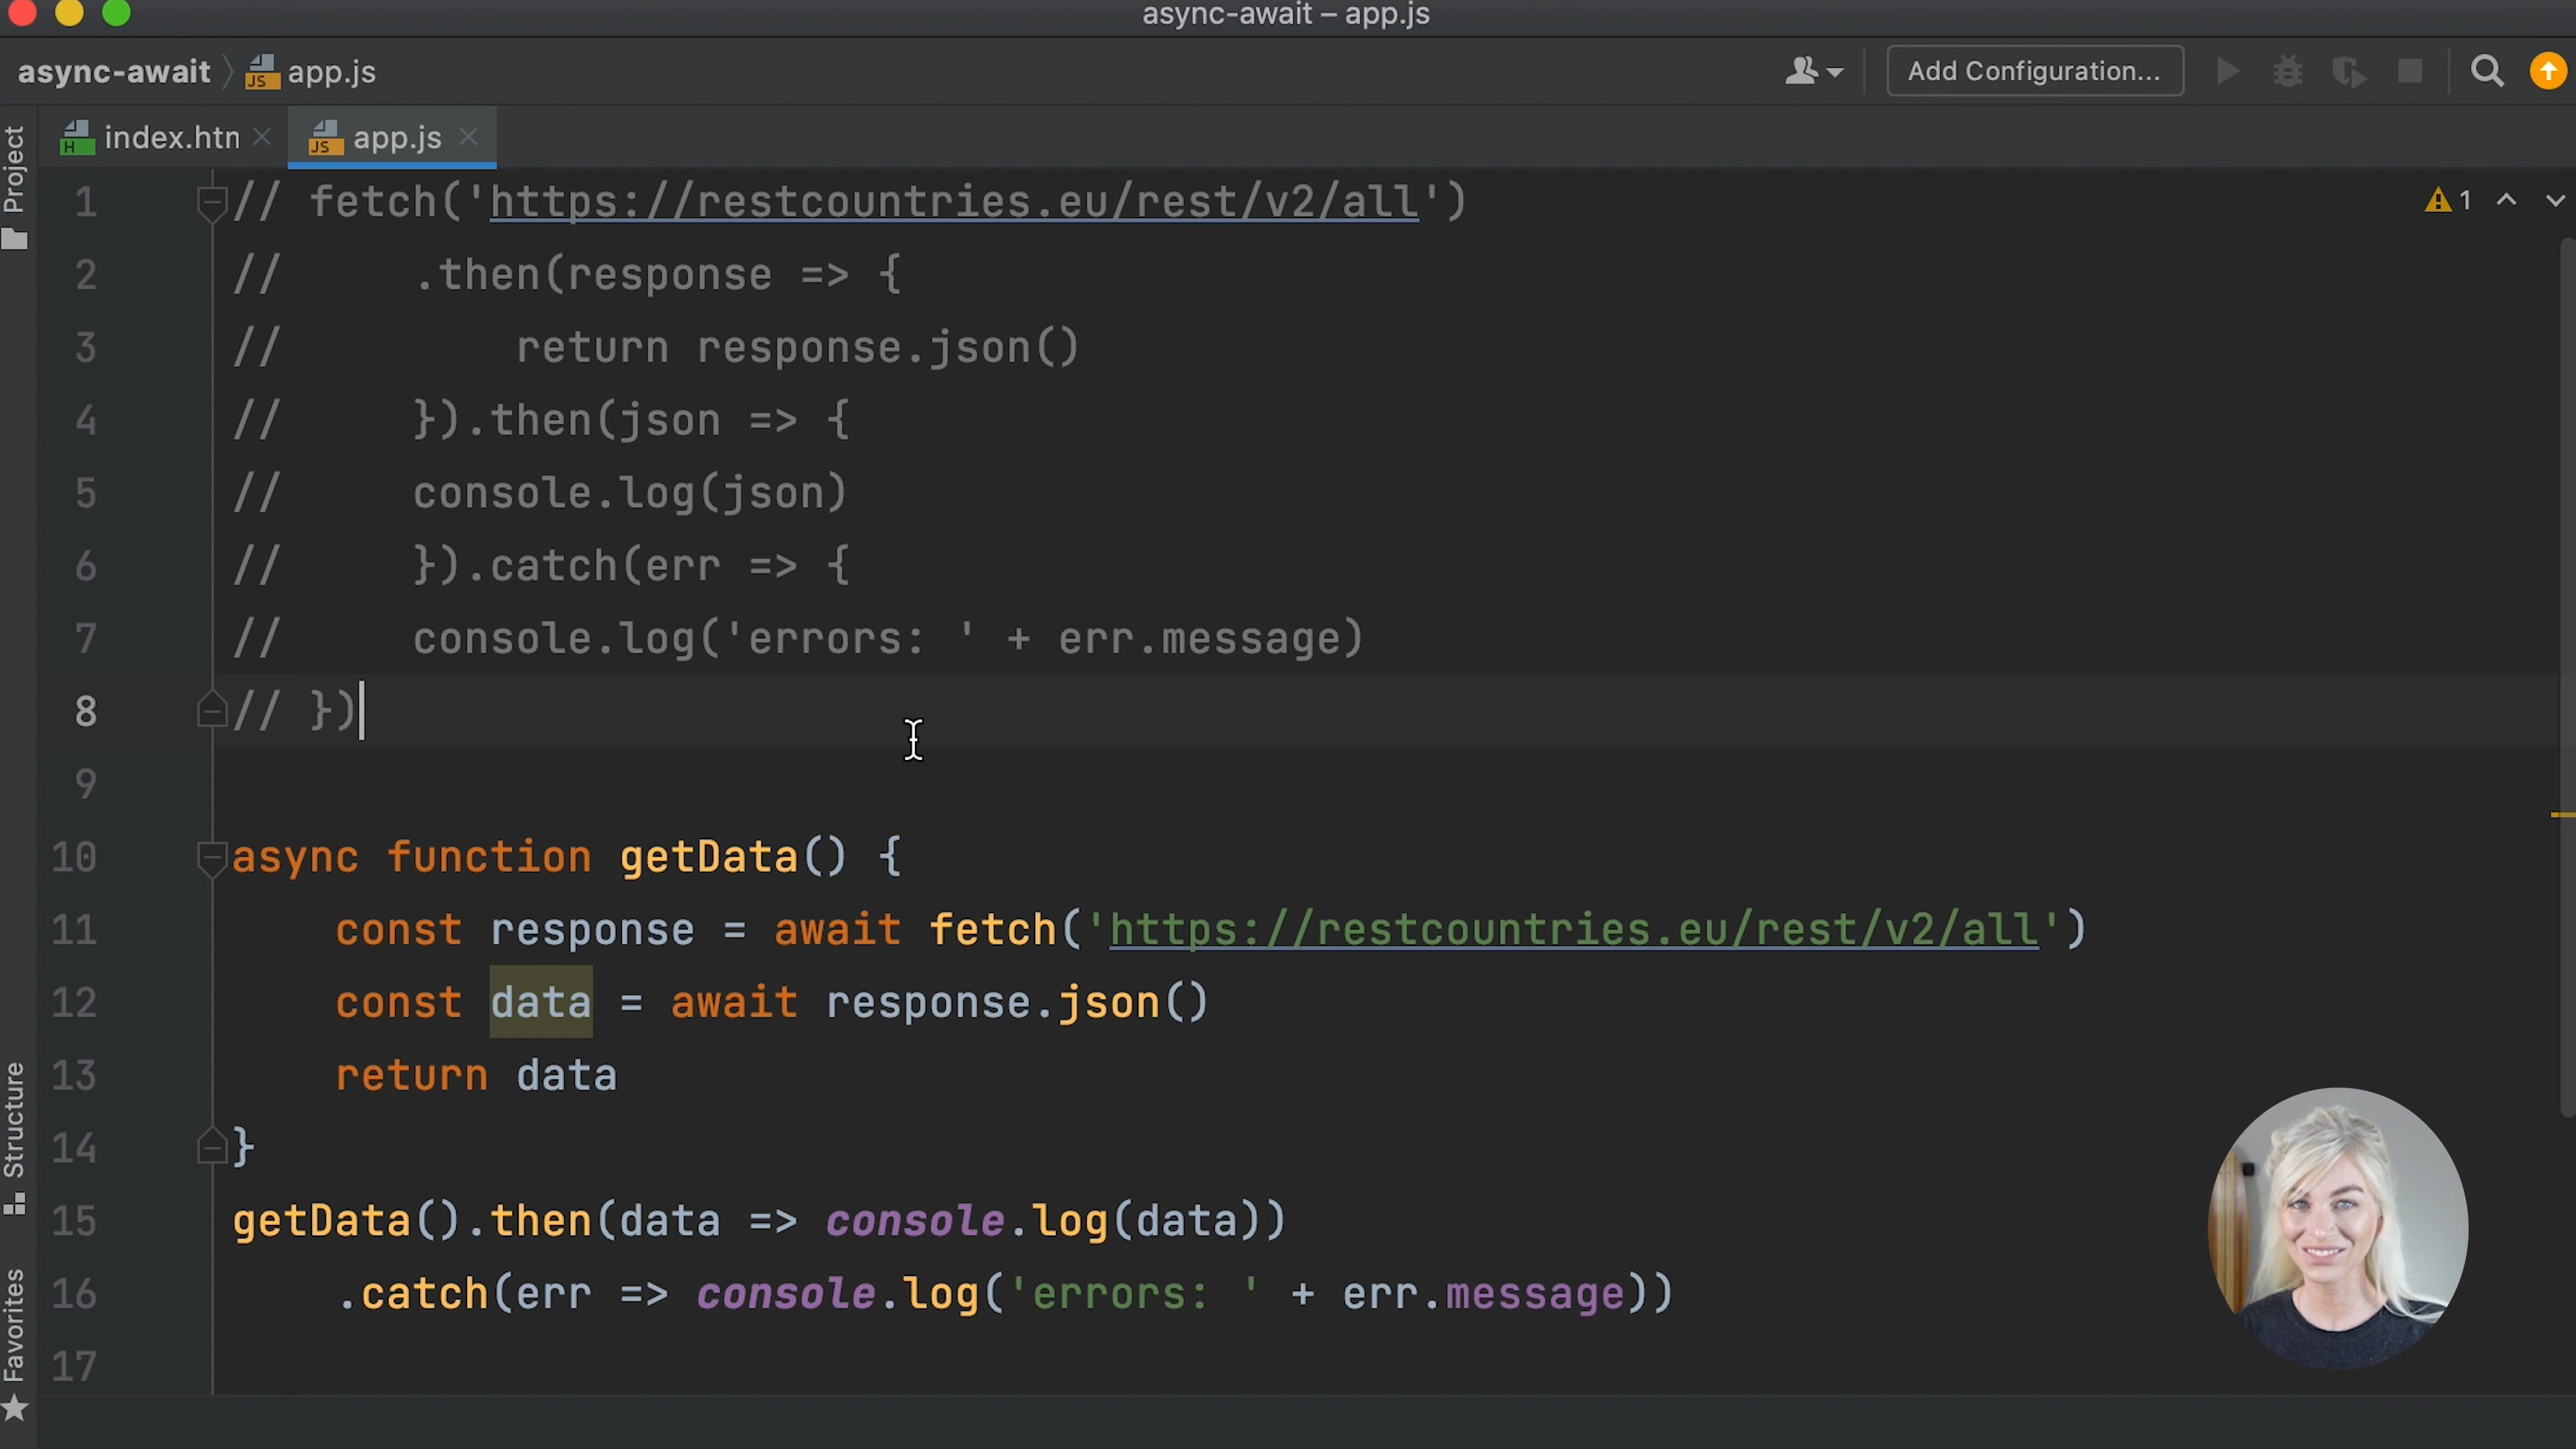 async-await – app.js
async-await
JS
app.js
Add Configuration...
H
index.htn
JS
app.js
Project
1 // fetch('https://restcountries.eu/rest/v2/all')
1
2 // .then(response => {
3 // return response.json()
4 // }).then(json => {
5 // console.log(json)
6 // }).catch(err => {
7 // console.log('errors: ' + err.message)
8 // })
9
10 async function getData() {
11 const response = await fetch('https://restcountries.eu/rest/v2/all')
12 const data = await response.json()
13 return data
14 }
15 getData().then(data => console.log(data))
16 .catch(err => console.log('errors: ' + err.message))
17
Structure
Favorites